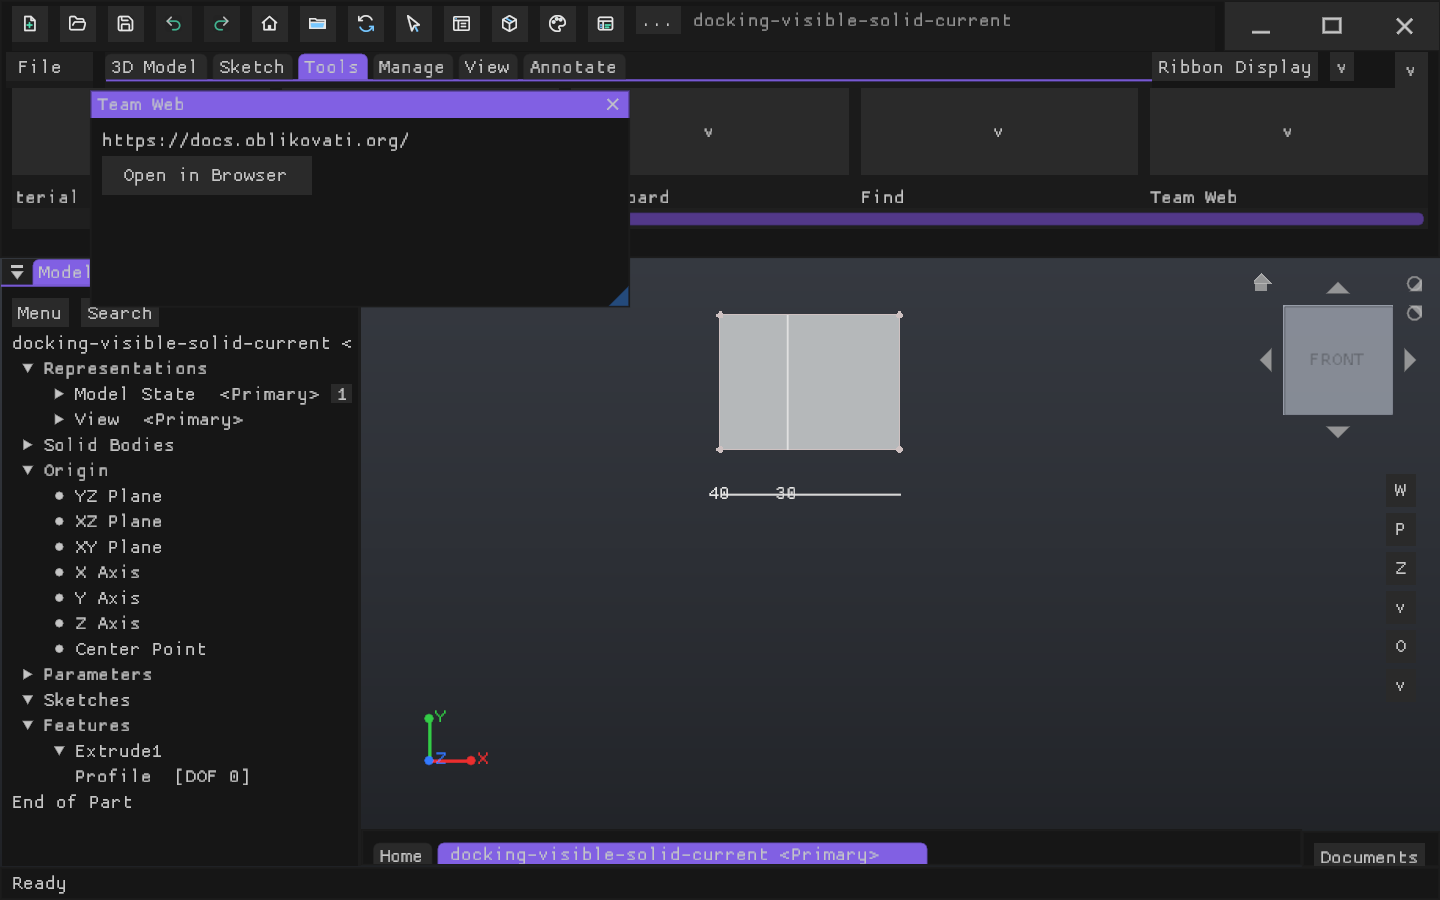 ... docking-visible-solid-current
File 3D Model Sketch Tools Manage View Annotate Ribbon Display v v
Team Web
https://docs.oblikovati.org/
Open in Browser
v v v
terial oard Find Team Web
Model
Menu Search
docking-visible-solid-current <
Representations
Model State <Primary> 1
View <Primary>
Solid Bodies
Origin
YZ Plane
XZ Plane
XY Plane
X Axis
Y Axis
Z Axis
Center Point
Parameters
Sketches
Features
Extrude1
Profile [DOF 0]
End of Part
FRONT
40 30
W
P
Z
v
O
v
Y
Z X
Home docking-visible-solid-current <Primary> Documents
Ready